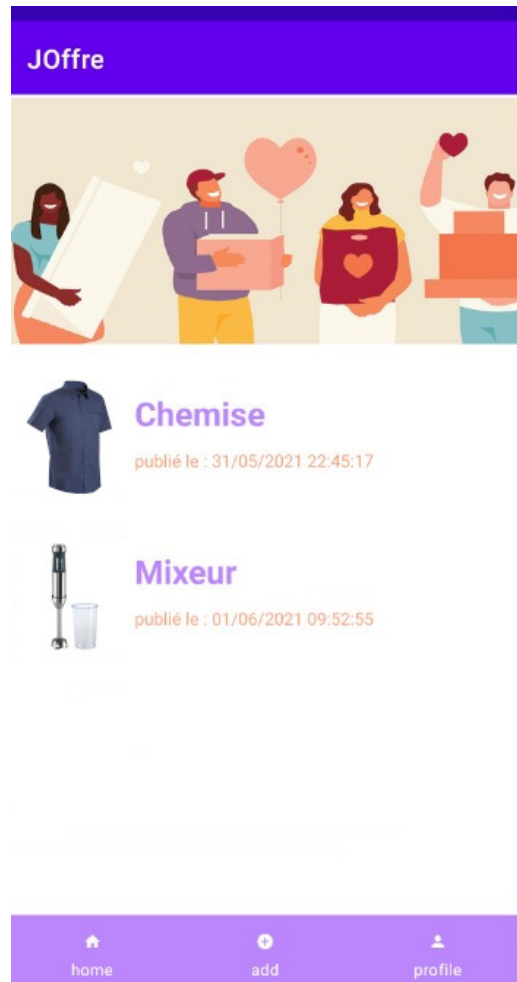 JOffre
Chemise
publié le : 31/05/2021 22:45:17
Mixeur
publié le : 01/06/2021 09:52:55
home add profile